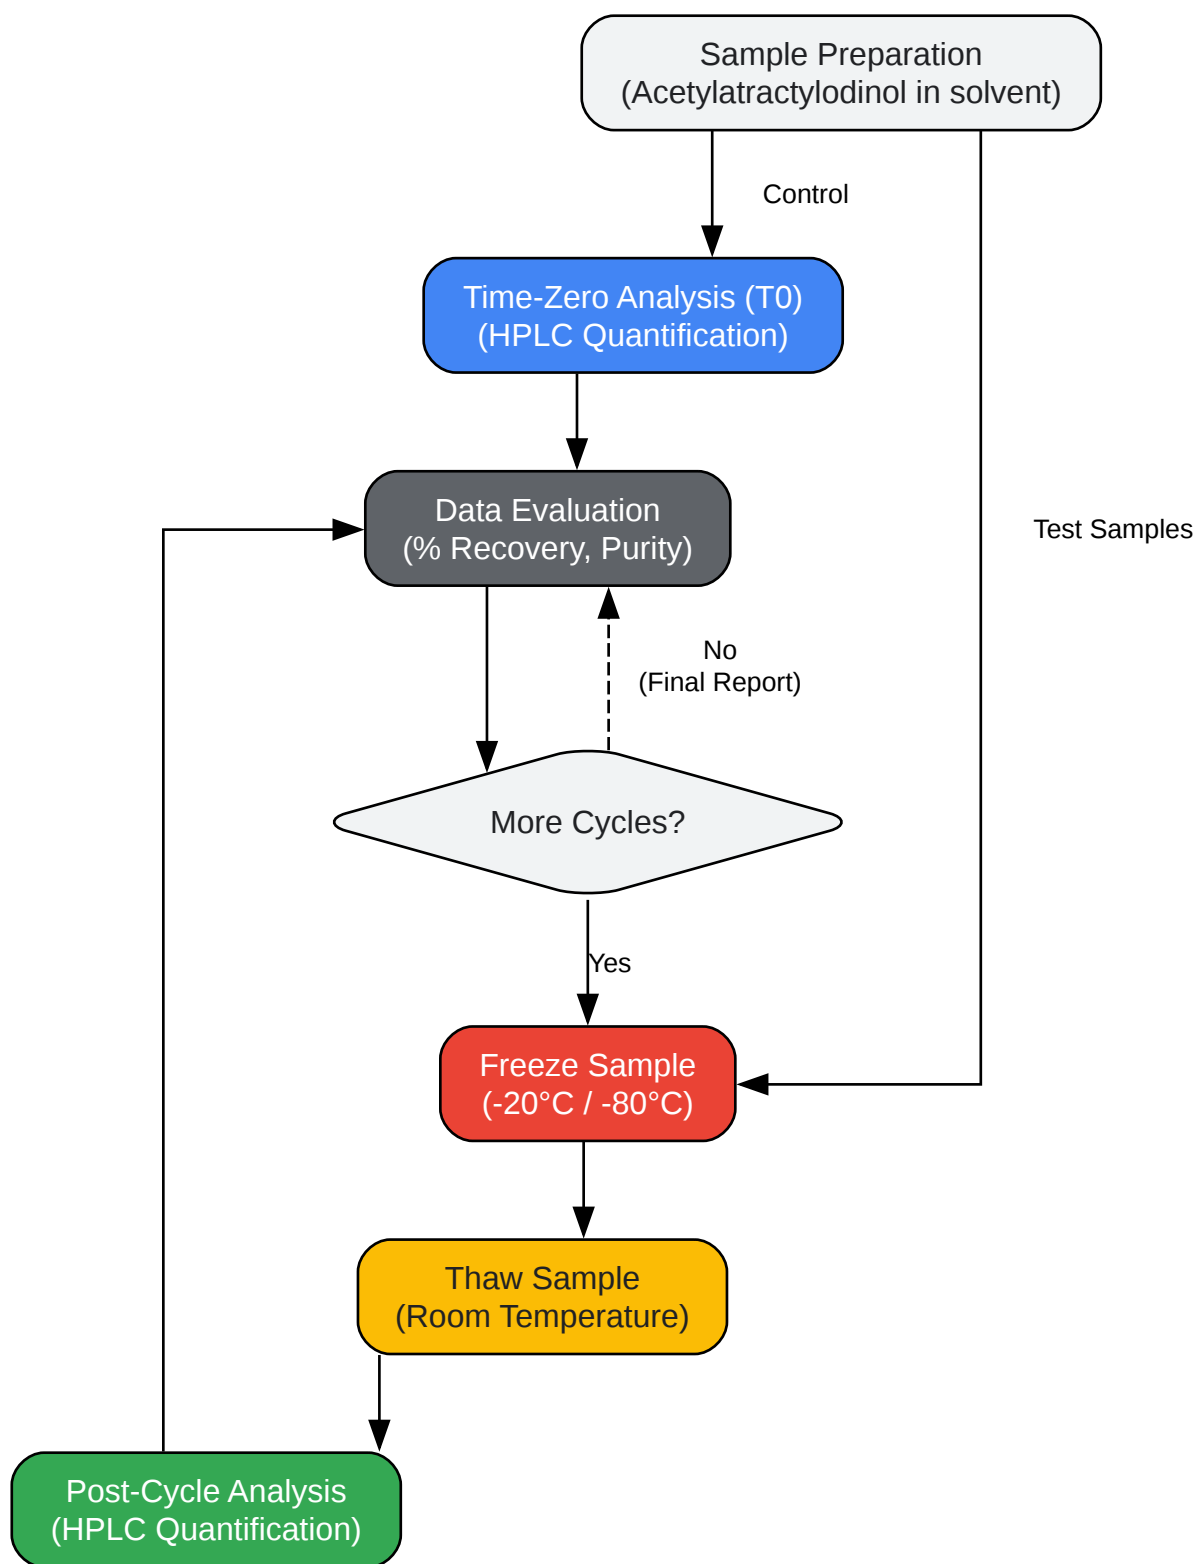 Sample Preparation
(Acetylatractylodinol in solvent)
Control
Time-Zero Analysis (T0)
(HPLC Quantification)
Data Evaluation
(% Recovery, Purity)
Test Samples
No
(Final Report)
More Cycles?
Yes
Freeze Sample
(-20°C / -80°C)
Thaw Sample
(Room Temperature)
Post-Cycle Analysis
(HPLC Quantification)